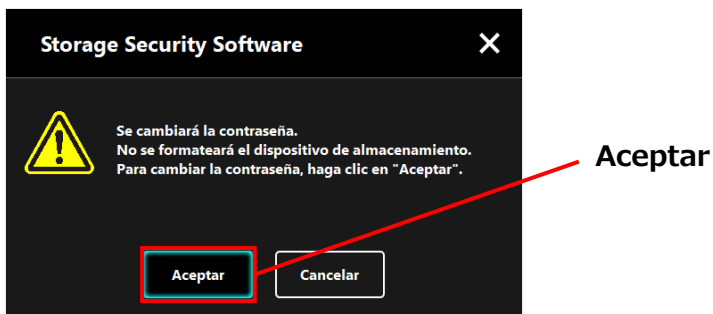 Storage Security Software
Se cambiará la contraseña.
No se formateará el dispositivo de almacenamiento.
Para cambiar la contraseña, haga clic en "Aceptar".
Aceptar
Aceptar
Cancelar